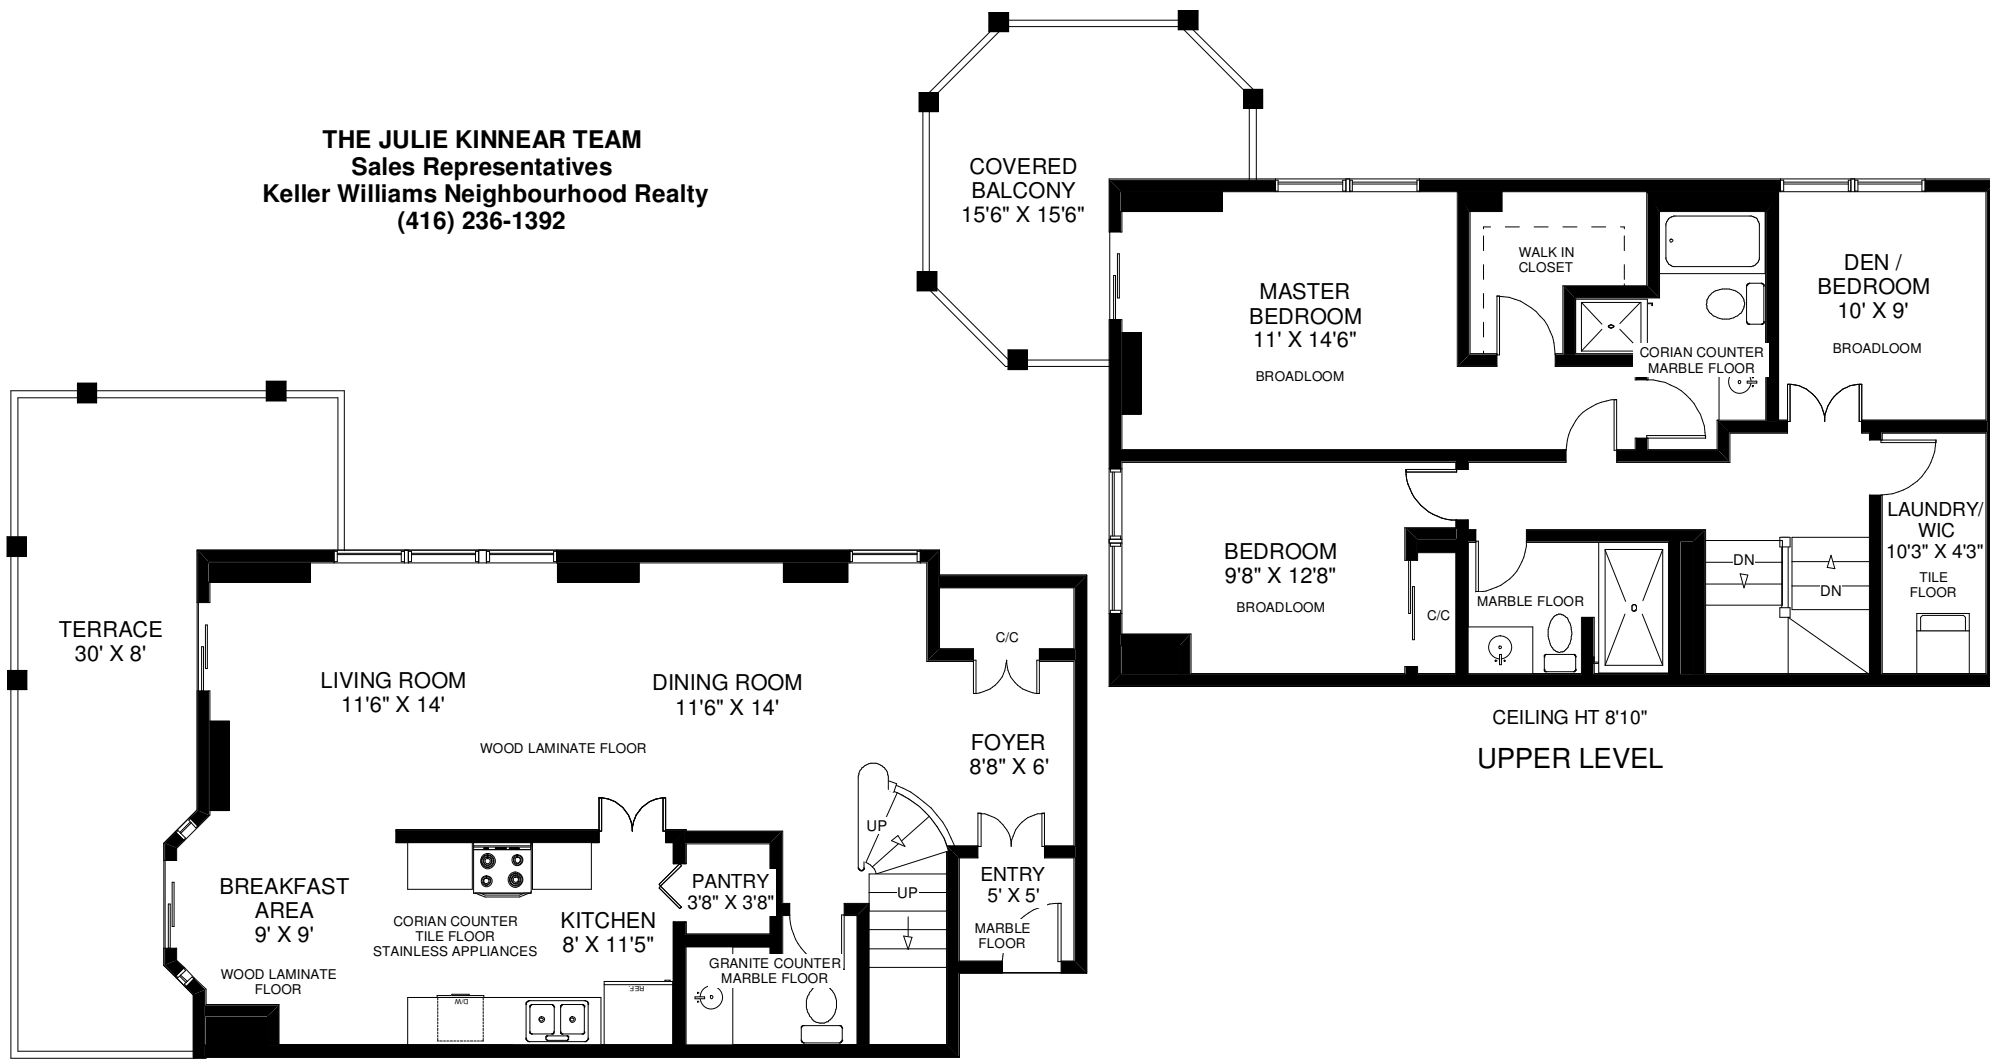 THE JULIE KINNEAR TEAM
Sales Representatives
Keller Williams Neighbourhood Realty
(416) 236-1392
COVERED
BALCONY
15'6" X 15'6"
MASTER
BEDROOM
11' X 14'6"
BROADLOOM
WALK IN
CLOSET
CORIAN COUNTER
MARBLE FLOOR
DEN /
BEDROOM
10' X 9'
BROADLOOM
BEDROOM
9'8" X 12'8"
BROADLOOM
C/C
MARBLE FLOOR
DN
DN
LAUNDRY/
WIC
10'3" X 4'3"
TILE
FLOOR
CEILING HT 8'10"
UPPER LEVEL
TERRACE
30' X 8'
LIVING ROOM
11'6" X 14'
DINING ROOM
11'6" X 14'
WOOD LAMINATE FLOOR
C/C
FOYER
8'8" X 6'
UP
UP
ENTRY
5' X 5'
MARBLE
FLOOR
BREAKFAST
AREA
9' X 9'
WOOD LAMINATE
FLOOR
CORIAN COUNTER
TILE FLOOR
STAINLESS APPLIANCES
KITCHEN
8' X 11'5"
PANTRY
3'8" X 3'8"
GRANITE COUNTER
MARBLE FLOOR
D/W
REF